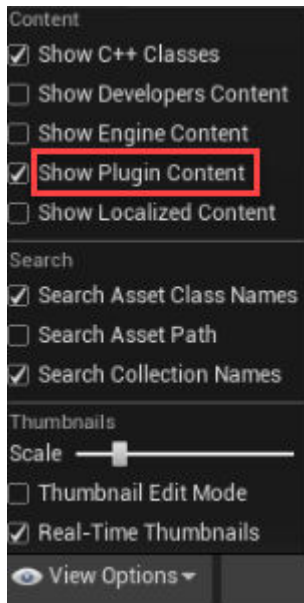 Content
Show C++ Classes
Show Developers Content
Show Engine Content
Show Plugin Content
Show Localized Content
Search
Search Asset Class Names
Search Asset Path
Search Collection Names
Thumbnails
Scale
Thumbnail Edit Mode
Real-Time Thumbnails
View Options